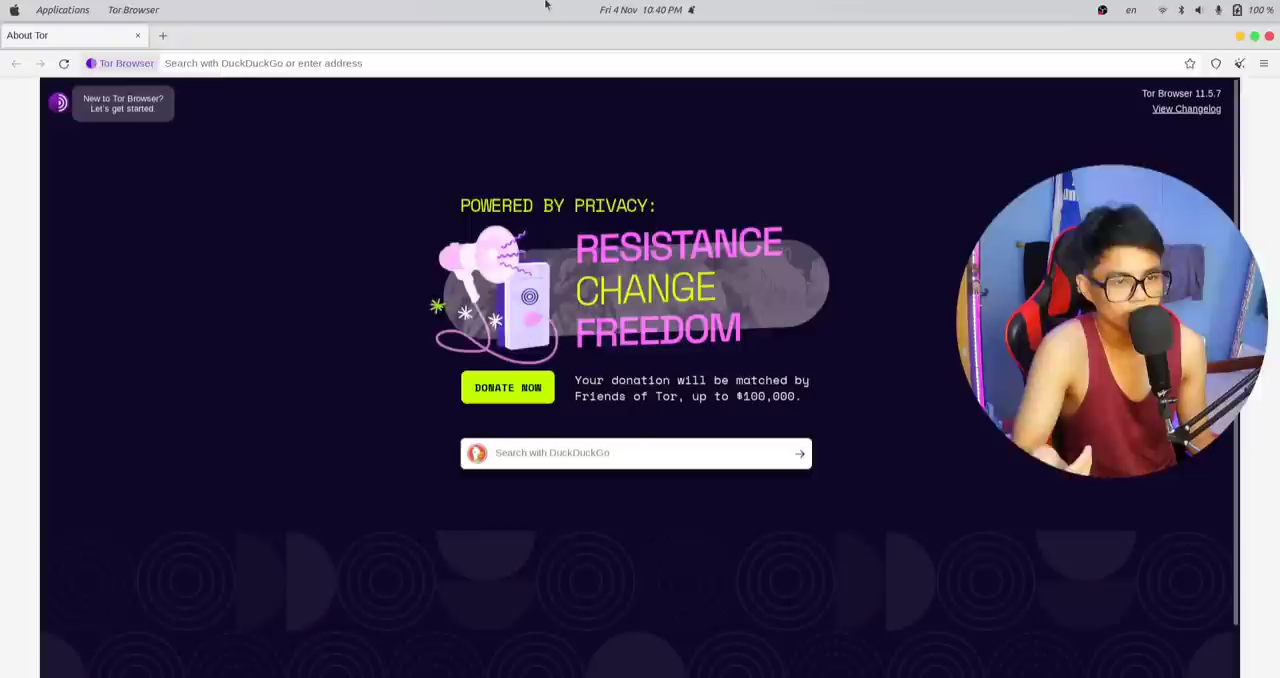 Applications Tor Browser Fri 4 Nov 10:40 PM en 100 %
About Tor
Tor Browser Search with DuckDuckGo or enter address
New to Tor Browser?
Let's get started.
Tor Browser 11.5.7
View Changelog
POWERED BY PRIVACY:
RESISTANCE
CHANGE
FREEDOM
DONATE NOW
Your donation will be matched by
Friends of Tor, up to $100,000.
Search with DuckDuckGo